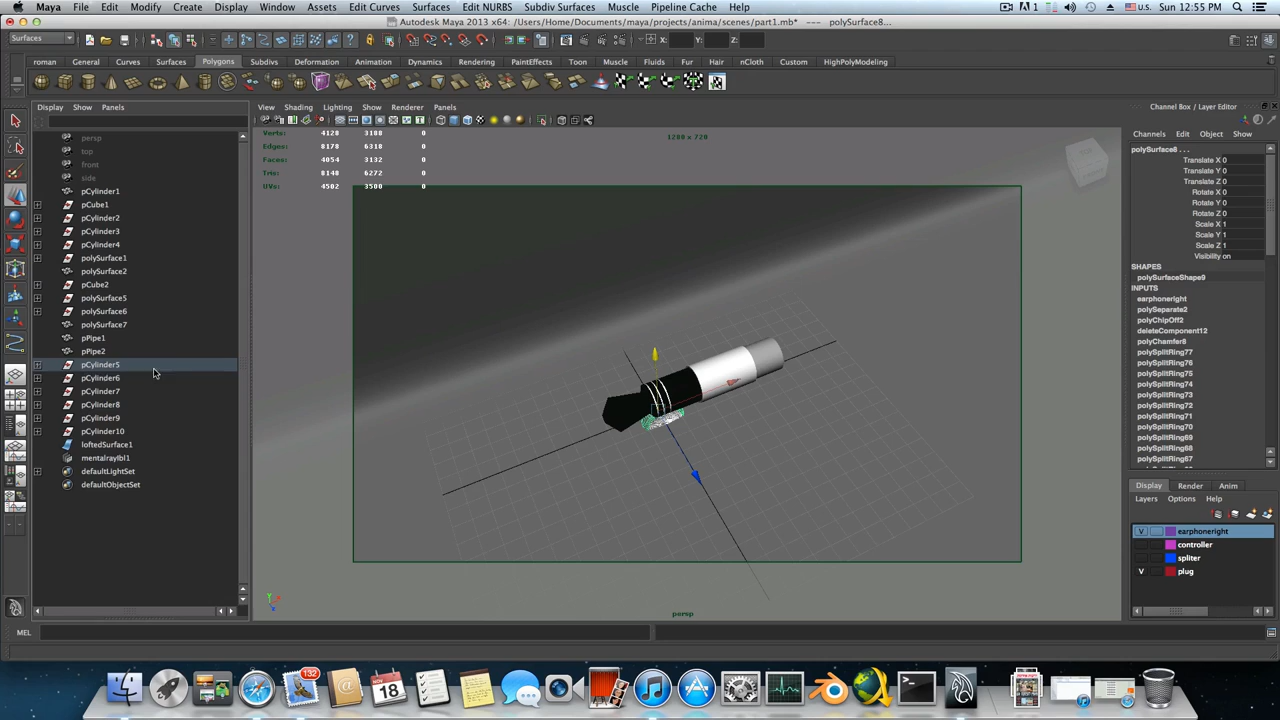 Maya File Edit Modify Create Display Window Assets Edit Curves Surfaces Edit NURBS Subdiv Surfaces Muscle Pipeline Cache Help 1 U.S. Sun 12:55 PM
Autodesk Maya 2013 x64: /Users/Home/Documents/maya/projects/anima/scenes/part1.mb* --- polySurface8...
Surfaces X: Y: Z:
roman General Curves Surfaces Polygons Subdivs Deformation Animation Dynamics Rendering PaintEffects Toon Muscle Fluids Fur Hair nCloth Custom HighPolyModeling
Display Show Panels
View Shading Lighting Show Renderer Panels
Channel Box / Layer Editor
Channels Edit Object Show
persp
top
front
side
pCylinder1
pCube1
pCylinder2
pCylinder3
pCylinder4
polySurface1
polySurface2
pCube2
polySurface5
polySurface6
polySurface7
pPipe1
pPipe2
pCylinder5
pCylinder6
pCylinder7
pCylinder8
pCylinder9
pCylinder10
loftedSurface1
mentalrayIbl1
defaultLightSet
defaultObjectSet
Verts: 4128 3188 0
Edges: 8178 6318 0
Faces: 4054 3132 0
Tris: 8148 6272 0
UVs: 4502 3500 0
1280 x 720
persp
polySurface8 . . .
Translate X 0
Translate Y 0
Translate Z 0
Rotate X 0
Rotate Y 0
Rotate Z 0
Scale X 1
Scale Y 1
Scale Z 1
Visibility on
SHAPES
polySurfaceShape9
INPUTS
earphoneright
polySeparate2
polyChipOff2
deleteComponent12
polyChamfer8
polySplitRing77
polySplitRing76
polySplitRing75
polySplitRing74
polySplitRing73
polySplitRing72
polySplitRing71
polySplitRing70
polySplitRing69
polySplitRing68
polySplitRing67
Display Render Anim
Layers Options Help
V earphoneright
controller
spliter
V plug
MEL
132
NOV
18